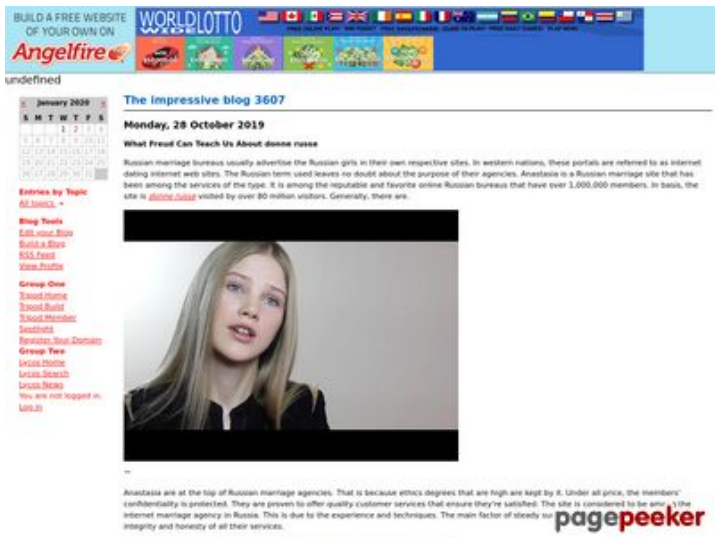 BUILD A FREE WEBSITE
OF YOUR OWN ON
Angelfire
WORLDLOTTO
WIDE
undefined
January 2020
S M T W T F S
1 2 3 4
The impressive blog 3607
Monday, 28 October 2019
What Freud Can Teach Us About donne russe
Russian marriage bureaus usually advertise the Russian girls in their own respective sites. In western nations, these portals are referred to as internet
dating internet web sites. The Russian term used leaves no doubt about the purpose of their agencies. Anastasia is a Russian marriage site that has
been among the services of the type. It is among the reputable and favorite online Russian bureaus that have over 1,000,000 members. In basis, the
site is donne russe visited by over 80 million visitors. Generally, there are.
Entries by Topic
All topics
Blog Tools
Edit your Blog
Build a Blog
RSS Feed
View Profile
Group One
Tripod Home
Tripod Build
Tripod Member
Spotlight
Register Your Domain
Group Two
Lycos Home
Lycos Search
Lycos News
You are not logged in.
Log in
Anastasia are at the top of Russian marriage agencies. That is because ethics degrees that are high are kept by it. Under all price, the members'
confidentiality is protected. They are proven to offer quality customer services that ensure they're satisfied. The site is considered to be the
internet marriage agency in Russia. This is due to the experience and techniques. The main factor of steady
integrity and honesty of all their services.
pagepeeker